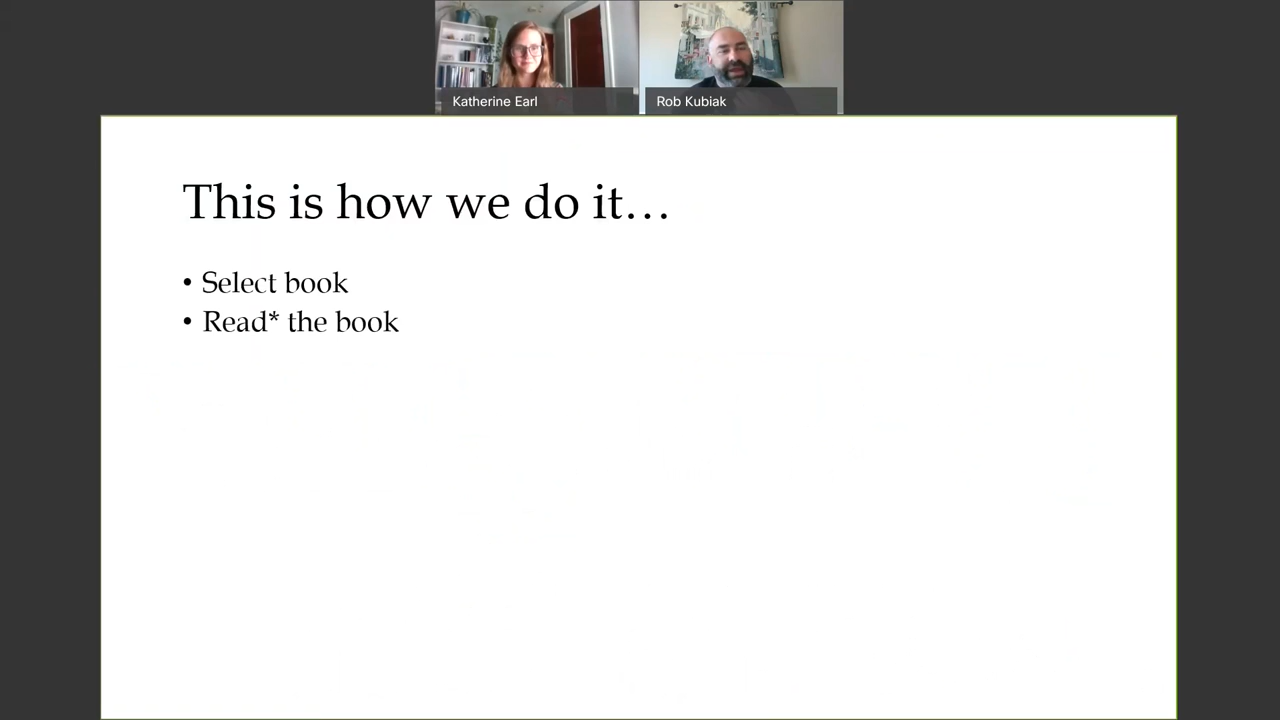 Katherine Earl
Rob Kubiak
This is how we do it…
• Select book
• Read* the book